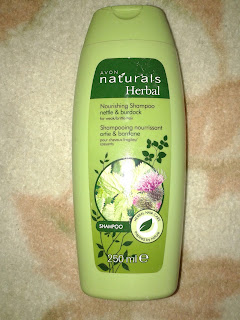 AVON
naturals
Herbal
Nourishing Shampoo
nettle & burdock
Shampooing nourrissant
ortie & bardane
SHAMPOO
250 ml e